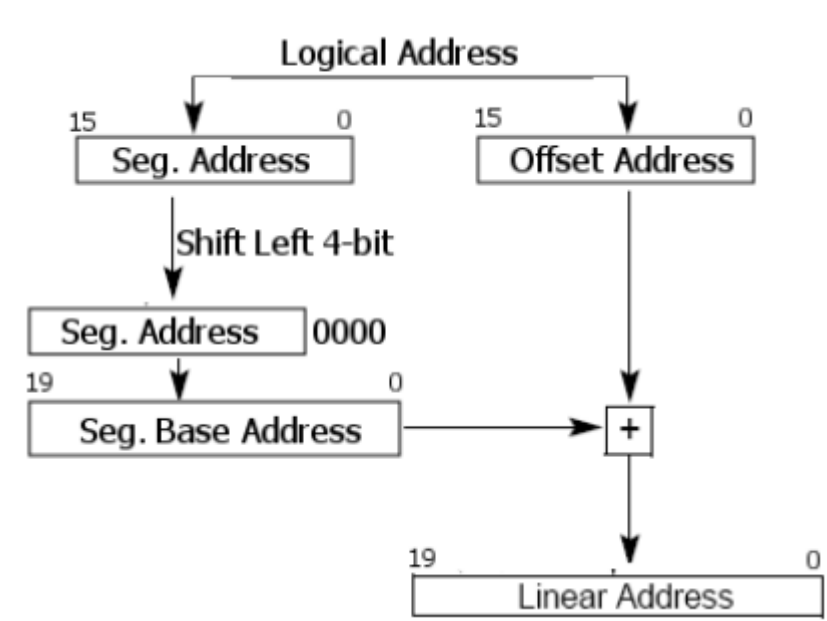 Logical Address
15 0 15 0
Seg. Address Offset Address
Shift Left 4-bit
Seg. Address 0000
19 0
Seg. Base Address +
19 0
Linear Address